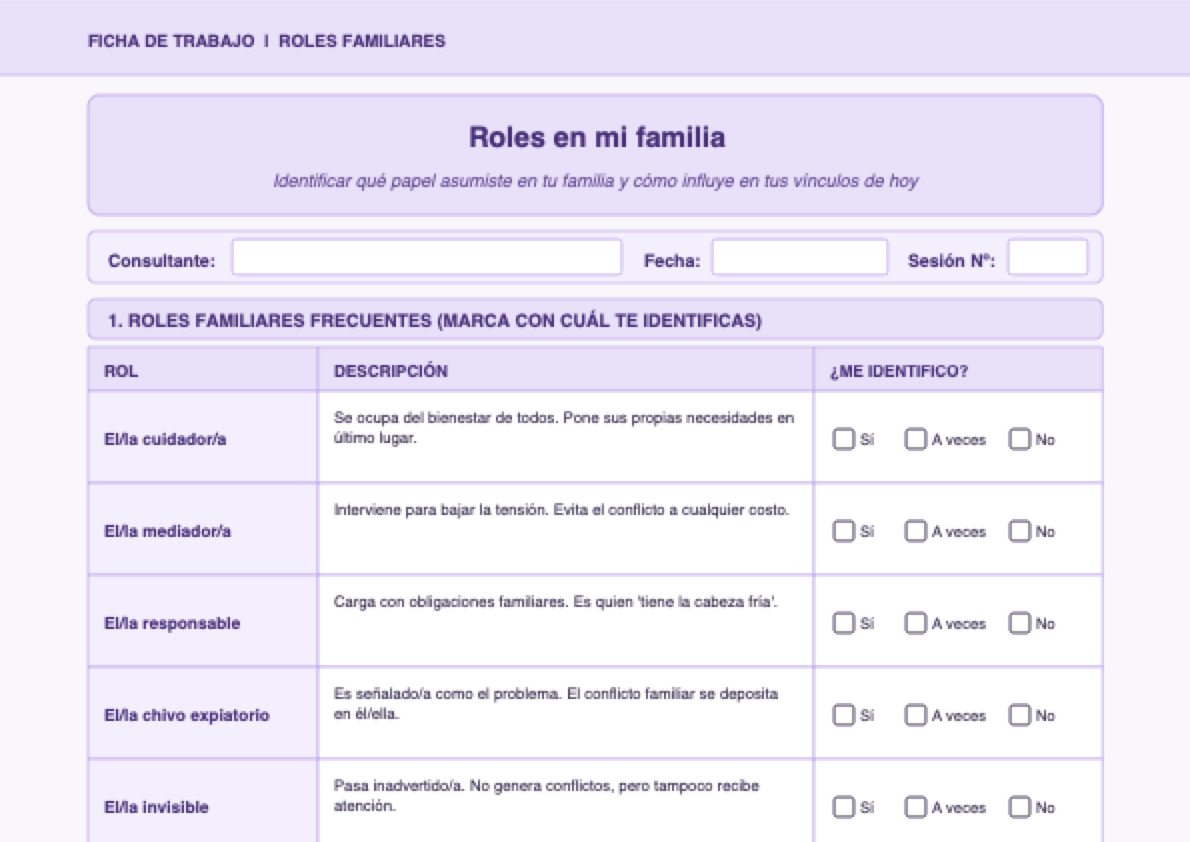 FICHA DE TRABAJO | ROLES FAMILIARES
Roles en mi familia
Identificar qué papel asumiste en tu familia y cómo influye en tus vínculos de hoy
Consultante: Fecha: Sesión Nº:
1. ROLES FAMILIARES FRECUENTES (MARCA CON CUÁL TE IDENTIFICAS)
ROL DESCRIPCIÓN ¿ME IDENTIFICO?
El/la cuidador/a
Se ocupa del bienestar de todos. Pone sus propias necesidades en
último lugar.
Sí A veces No
El/la mediador/a
Interviene para bajar la tensión. Evita el conflicto a cualquier costo.
Sí A veces No
El/la responsable
Carga con obligaciones familiares. Es quien 'tiene la cabeza fría'.
Sí A veces No
El/la chivo expiatorio
Es señalado/a como el problema. El conflicto familiar se deposita
en él/ella.
Sí A veces No
El/la invisible
Pasa inadvertido/a. No genera conflictos, pero tampoco recibe
atención.
Sí A veces No